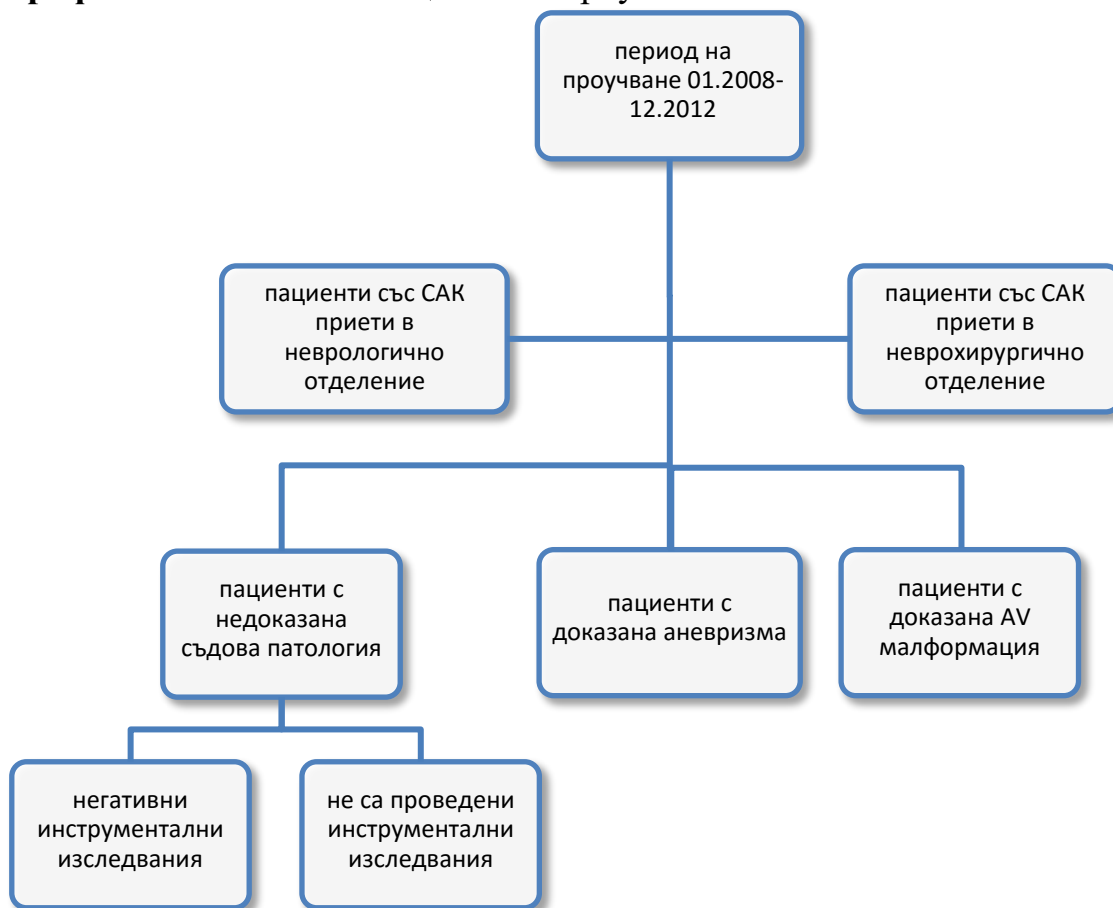 период на
проучване 01.2008-
12.2012
пациенти със САК
приети в
неврологично
отделение
пациенти със САК
приети в
неврохирургично
отделение
пациенти с
недоказана
съдова патология
пациенти с
доказана аневризма
пациенти с
доказана AV
малформация
негативни
инструментални
изследвания
не са проведени
инструментални
изследвания